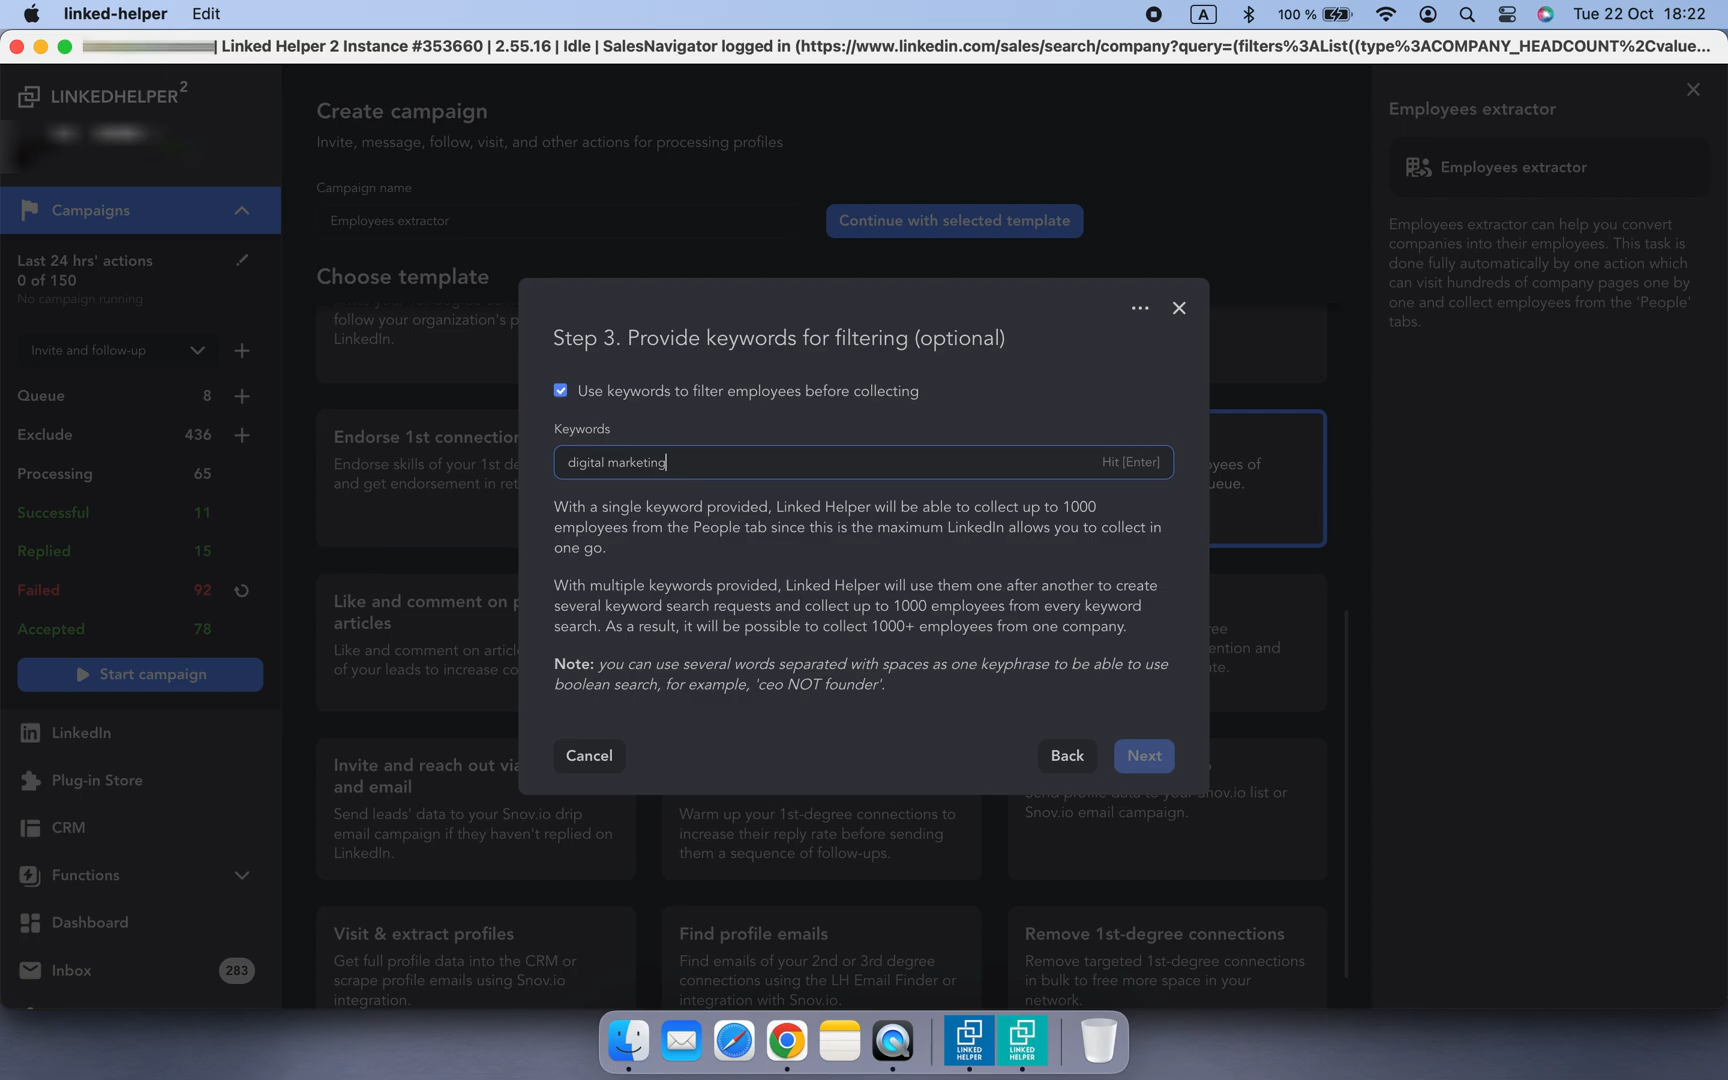 linked-helper Edit
A 100 % Tue 22 Oct 18:22
| Linked Helper 2 Instance #353660 | 2.55.16 | Idle | SalesNavigator logged in (https://www.linkedin.com/sales/search/company?query=(filters%3AList((type%3ACOMPANY_HEADCOUNT%2Cvalue...
LINKEDHELPER2
Campaigns
Last 24 hrs' actions
0 of 150
No campaign running
Invite and follow-up
Queue 8
Exclude 436
Processing 65
Successful 11
Replied 15
Failed 92
Accepted 78
Start campaign
LinkedIn
Plug-in Store
CRM
Functions
Dashboard
Inbox 283
Create campaign
Invite, message, follow, visit, and other actions for processing profiles
Campaign name
Employees extractor
Continue with selected template
Choose template
follow your organization's p
LinkedIn.
Endorse 1st connection
Endorse skills of your 1st de
and get endorsement in ret
yees of
ueue.
Like and comment on p
articles
Like and comment on article
of your leads to increase co
ree
ention and
te.
Invite and reach out via
and email
Send leads' data to your Snov.io drip
email campaign if they haven't replied on
LinkedIn.
Warm up your 1st-degree connections to
increase their reply rate before sending
them a sequence of follow-ups.
Send profile data to your Snov.io list or
Snov.io email campaign.
Visit & extract profiles
Get full profile data into the CRM or
scrape profile emails using Snov.io
integration.
Find profile emails
Find emails of your 2nd or 3rd degree
connections using the LH Email Finder or
integration with Snov.io.
Remove 1st-degree connections
Remove targeted 1st-degree connections
in bulk to free more space in your
network.
Step 3. Provide keywords for filtering (optional)
Use keywords to filter employees before collecting
Keywords
digital marketing Hit [Enter]
With a single keyword provided, Linked Helper will be able to collect up to 1000
employees from the People tab since this is the maximum LinkedIn allows you to collect in
one go.
With multiple keywords provided, Linked Helper will use them one after another to create
several keyword search requests and collect up to 1000 employees from every keyword
search. As a result, it will be possible to collect 1000+ employees from one company.
Note: you can use several words separated with spaces as one keyphrase to be able to use
boolean search, for example, 'ceo NOT founder'.
Cancel Back Next
Employees extractor
Employees extractor
Employees extractor can help you convert
companies into their employees. This task is
done fully automatically by one action which
can visit hundreds of company pages one by
one and collect employees from the 'People'
tabs.
LINKED
HELPER
LINKED
HELPER